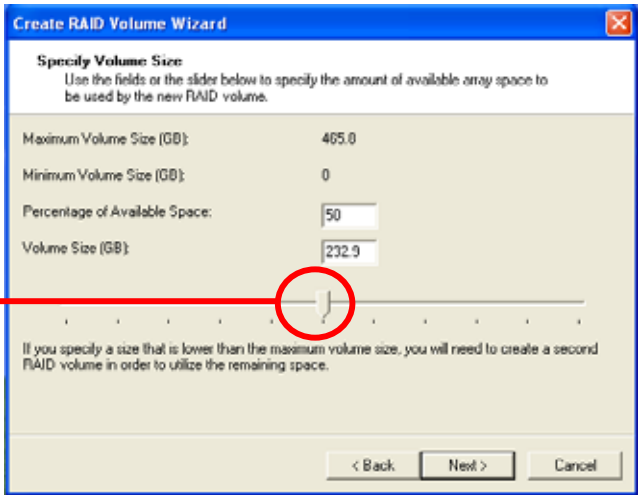 Create RAID Volume Wizard
Specify Volume Size
Use the fields or the slider below to specify the amount of available array space to
be used by the new RAID volume.
Maximum Volume Size (GB): 465.8
Minimum Volume Size (GB): 0
Percentage of Available Space: 50
Volume Size (GB): 232.9
If you specify a size that is lower than the maximum volume size, you will need to create a second
RAID volume in order to utilize the remaining space.
< Back Next > Cancel